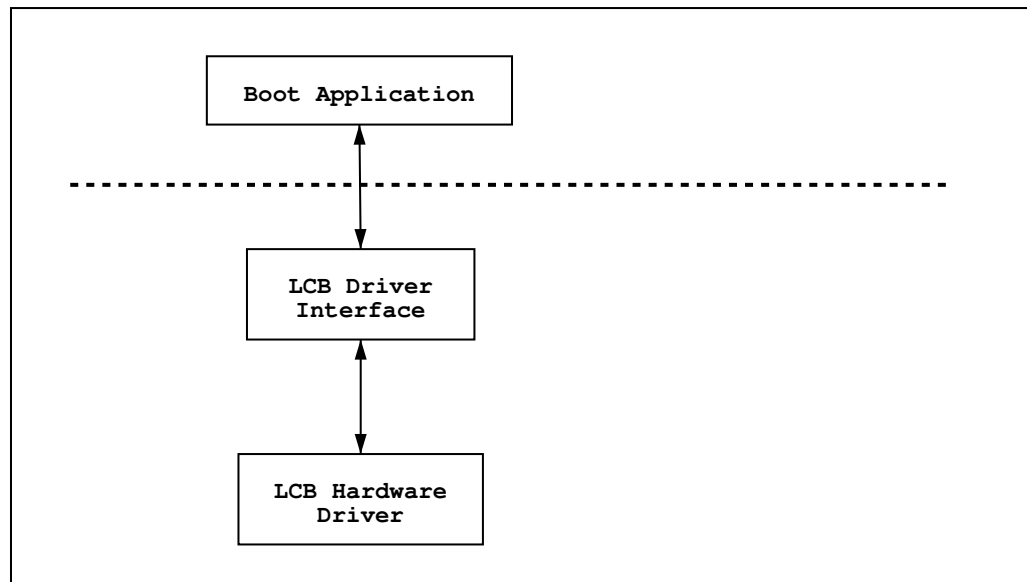 Boot Application
LCB Driver
Interface
LCB Hardware
Driver